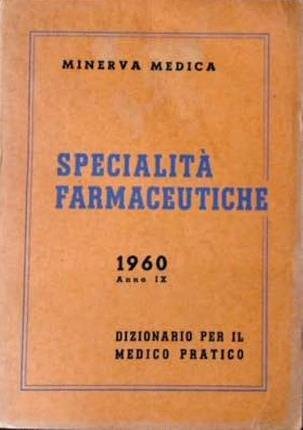 MINERVA MEDICA
SPECIALITÀ
FARMACEUTICHE
1960
Anno IX
DIZIONARIO PER IL
MEDICO PRATICO